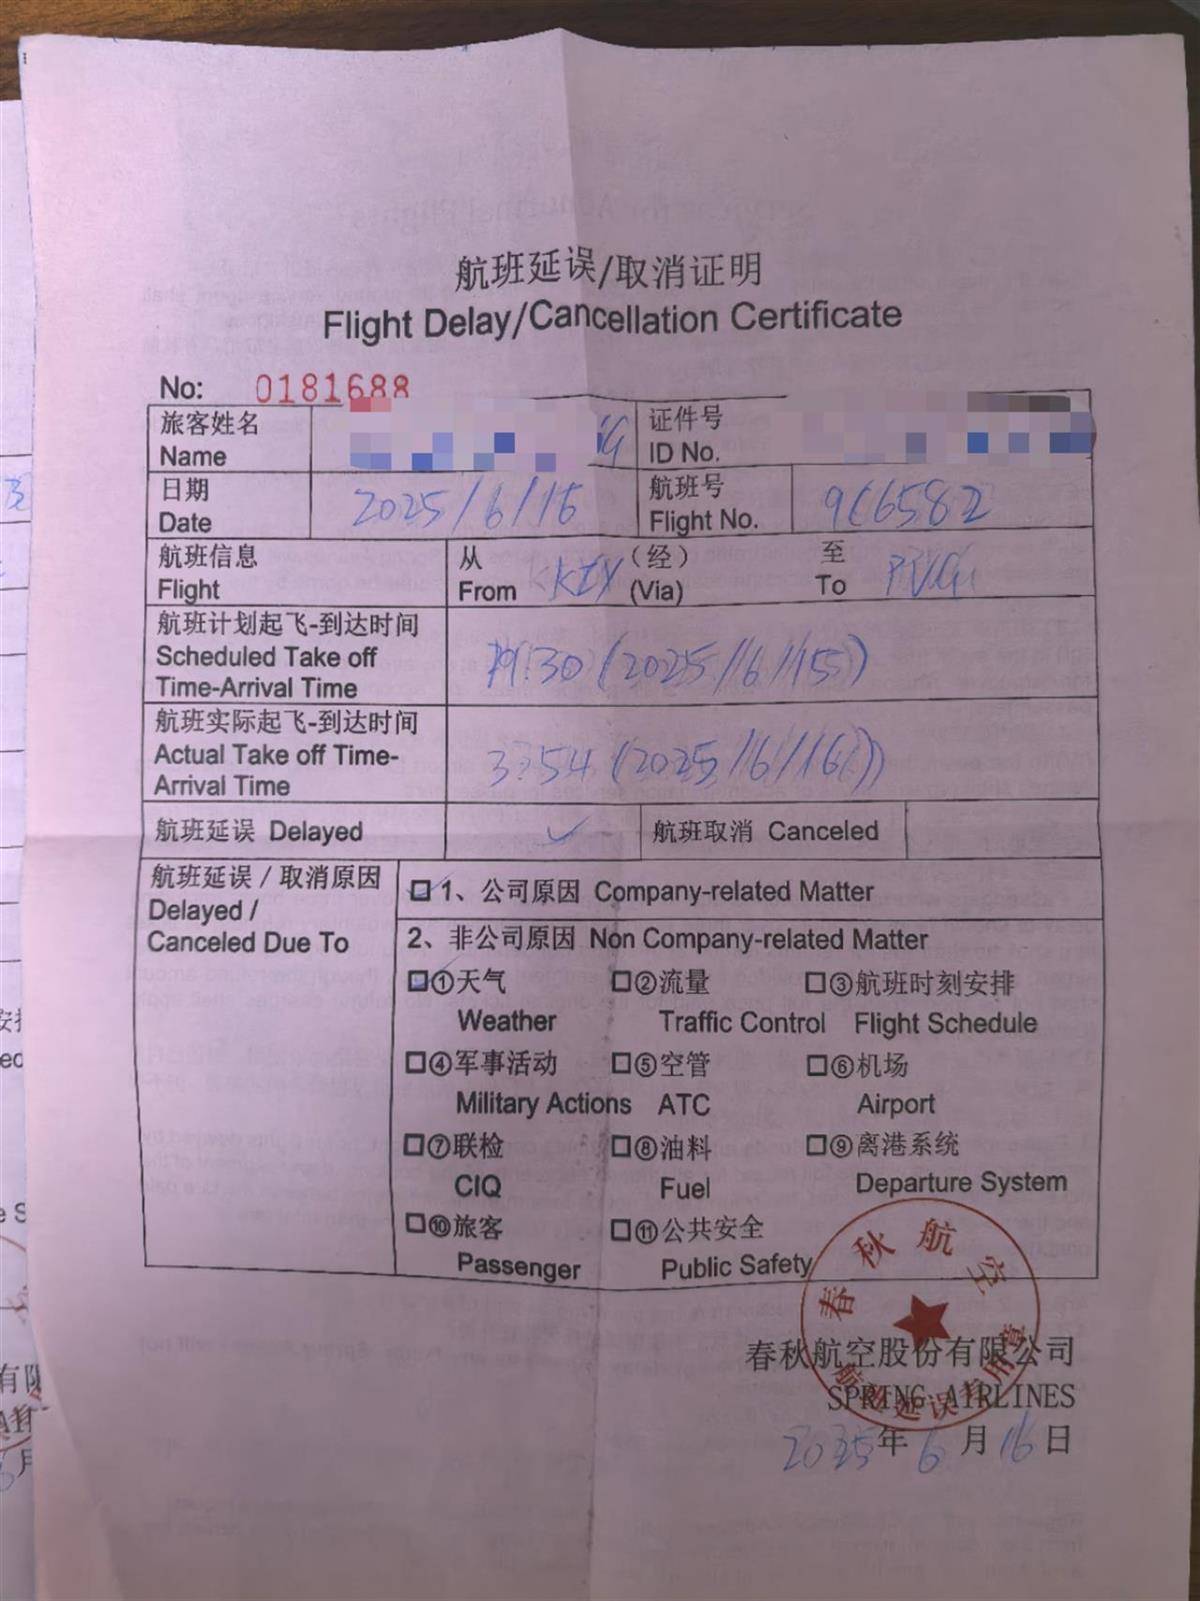 航班延误/取消证明
Flight Delay/Cancellation Certificate
No: 0181688
旅客姓名 证件号
Name ID No.
日期 2025/6/15 航班号 9C6582
Date Flight No.
航班信息 从 KIX (经) 至 PVG
Flight From (Via) To
航班计划起飞-到达时间
Scheduled Take off 19:30 (2025/6/15)
Time-Arrival Time
航班实际起飞-到达时间
Actual Take off Time- 3:54 (2025/6/16)
Arrival Time
航班延误 Delayed ✓ 航班取消 Canceled
航班延误/取消原因
Delayed /
Canceled Due To
1、公司原因 Company-related Matter
2、非公司原因 Non Company-related Matter
①天气 ②流量 ③航班时刻安排
Weather Traffic Control Flight Schedule
④军事活动 ⑤空管 ⑥机场
Military Actions ATC Airport
⑦联检 ⑧油料 ⑨离港系统
CIQ Fuel Departure System
⑩旅客 ⑪公共安全
Passenger Public Safety
春秋航空
春秋航空股份有限公司
SPRING AIRLINES
2025年6月16日